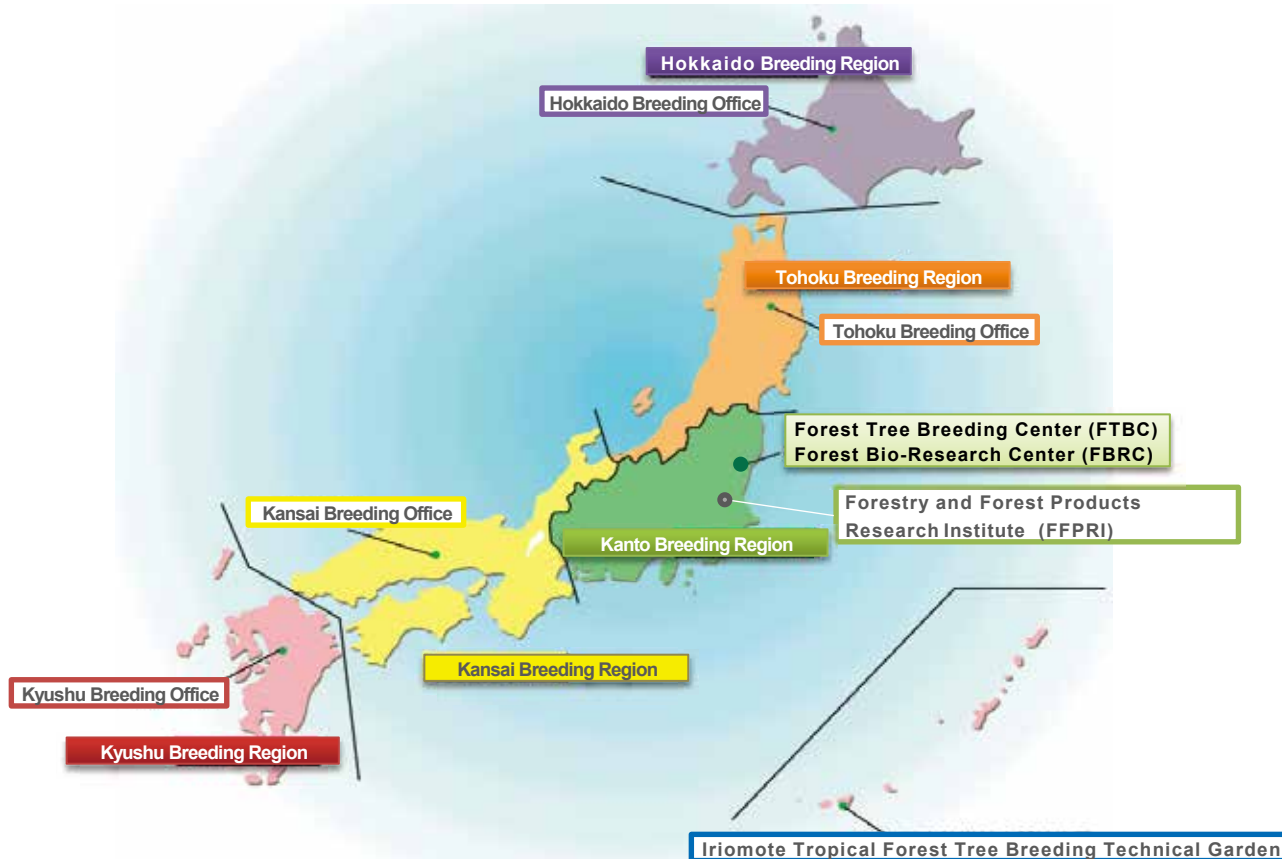 Hokkaido Breeding Region
Hokkaido Breeding Office
Tohoku Breeding Region
Tohoku Breeding Office
Forest Tree Breeding Center (FTBC)
Forest Bio-Research Center (FBRC)
Forestry and Forest Products
Research Institute (FFPRI)
Kansai Breeding Office
Kanto Breeding Region
Kansai Breeding Region
Kyushu Breeding Office
Kyushu Breeding Region
Iriomote Tropical Forest Tree Breeding Technical Garden